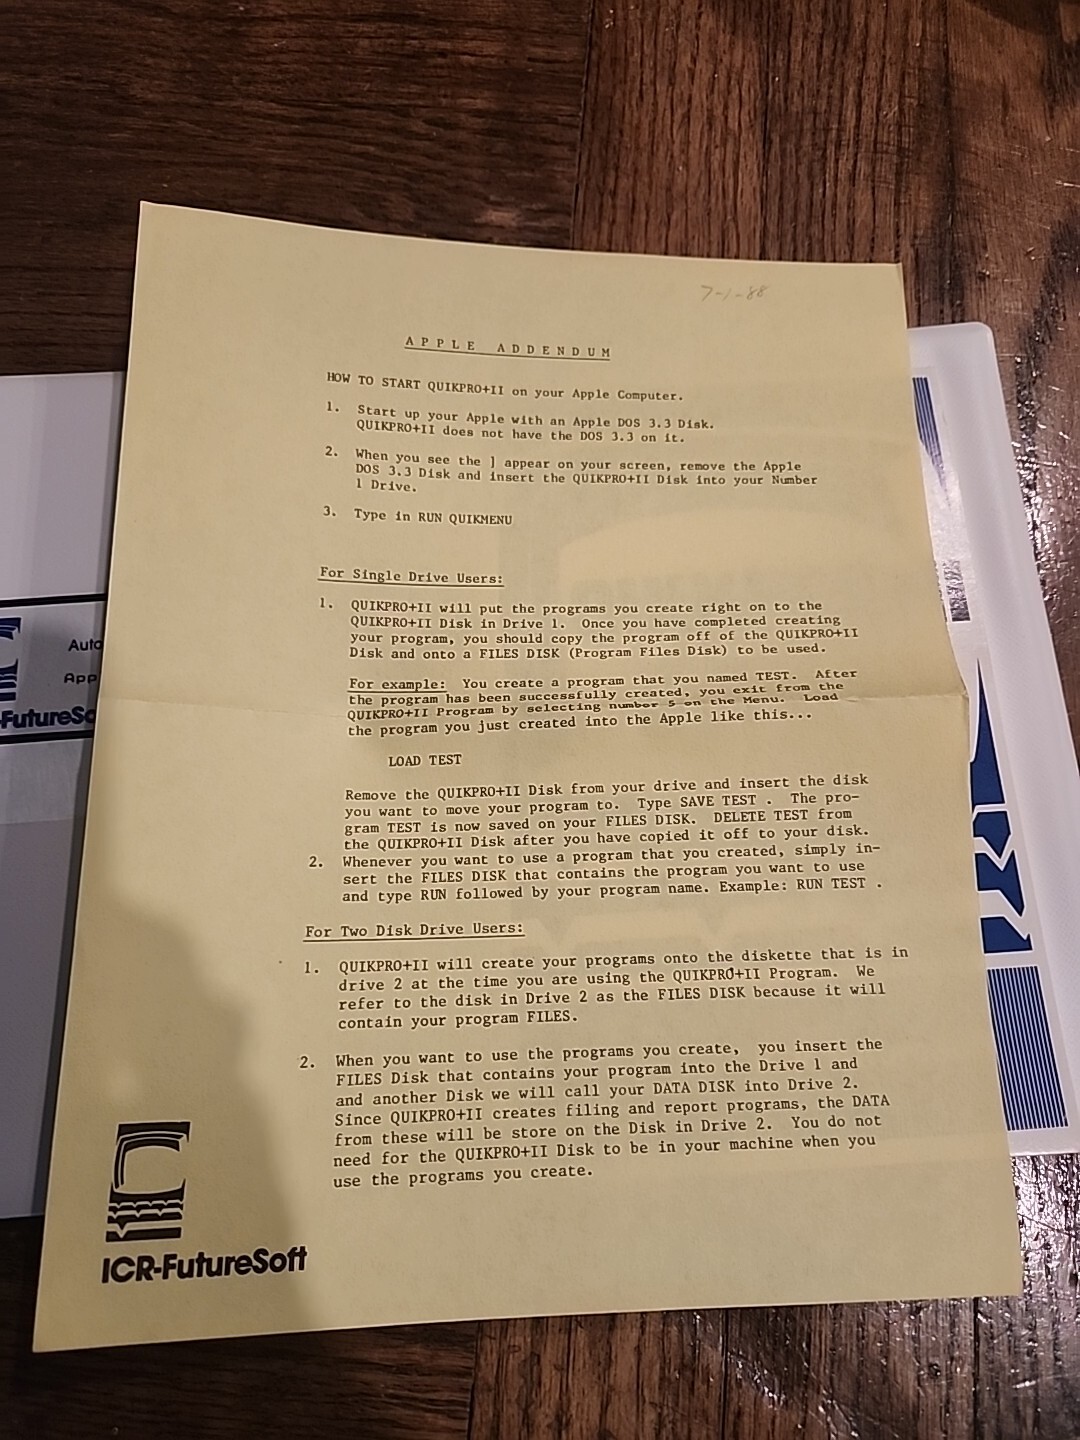 7-1-88
APPLE ADDENDUM
HOW TO START QUIKPRO+II on your Apple Computer.
1. Start up your Apple with an Apple DOS 3.3 Disk.
QUIKPRO+II does not have the DOS 3.3 on it.
2. When you see the ] appear on your screen, remove the Apple
DOS 3.3 Disk and insert the QUIKPRO+II Disk into your Number
1 Drive.
3. Type in RUN QUIKMENU
For Single Drive Users:
1. QUIKPRO+II will put the programs you create right on to the
QUIKPRO+II Disk in Drive 1. Once you have completed creating
your program, you should copy the program off of the QUIKPRO+II
Disk and onto a FILES DISK (Program Files Disk) to be used.
For example: You create a program that you named TEST. After
the program has been successfully created, you exit from the
QUIKPRO+II Program by selecting number 5 on the Menu. Load
the program you just created into the Apple like this...
LOAD TEST
Remove the QUIKPRO+II Disk from your drive and insert the disk
you want to move your program to. Type SAVE TEST . The pro-
gram TEST is now saved on your FILES DISK. DELETE TEST from
the QUIKPRO+II Disk after you have copied it off to your disk.
2. Whenever you want to use a program that you created, simply in-
sert the FILES DISK that contains the program you want to use
and type RUN followed by your program name. Example: RUN TEST .
For Two Disk Drive Users:
1. QUIKPRO+II will create your programs onto the diskette that is in
drive 2 at the time you are using the QUIKPRO+II Program. We
refer to the disk in Drive 2 as the FILES DISK because it will
contain your program FILES.
2. When you want to use the programs you create, you insert the
FILES Disk that contains your program into the Drive 1 and
and another Disk we will call your DATA DISK into Drive 2.
Since QUIKPRO+II creates filing and report programs, the DATA
from these will be store on the Disk in Drive 2. You do not
need for the QUIKPRO+II Disk to be in your machine when you
use the programs you create.
ICR-FutureSoft
Auto
App
-FutureSo